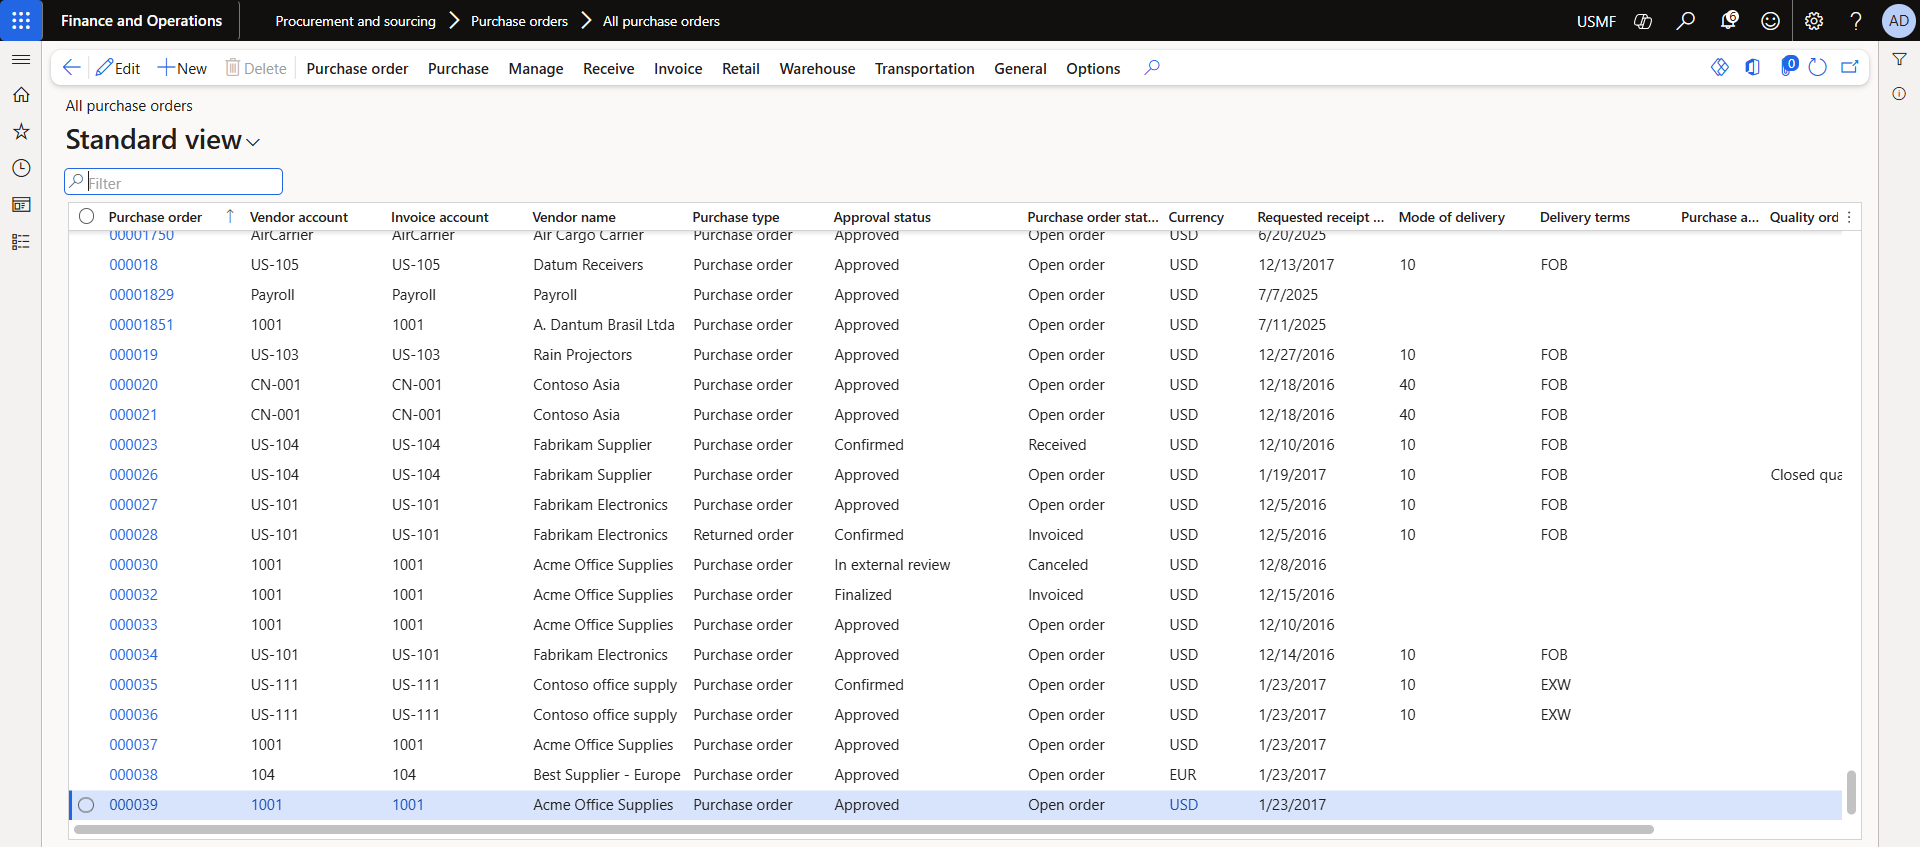 Finance and Operations Procurement and sourcing Purchase orders All purchase orders USMF 6 AD
Edit New Delete Purchase order Purchase Manage Receive Invoice Retail Warehouse Transportation General Options 0
All purchase orders
Standard view
Filter
Purchase order Vendor account Invoice account Vendor name Purchase type Approval status Purchase order stat... Currency Requested receipt ... Mode of delivery Delivery terms Purchase a... Quality ord
00001750 AirCarrier AirCarrier Air Cargo Carrier Purchase order Approved Open order USD 6/20/2025
000018 US-105 US-105 Datum Receivers Purchase order Approved Open order USD 12/13/2017 10 FOB
00001829 Payroll Payroll Payroll Purchase order Approved Open order USD 7/7/2025
00001851 1001 1001 A. Dantum Brasil Ltda Purchase order Approved Open order USD 7/11/2025
000019 US-103 US-103 Rain Projectors Purchase order Approved Open order USD 12/27/2016 10 FOB
000020 CN-001 CN-001 Contoso Asia Purchase order Approved Open order USD 12/18/2016 40 FOB
000021 CN-001 CN-001 Contoso Asia Purchase order Approved Open order USD 12/18/2016 40 FOB
000023 US-104 US-104 Fabrikam Supplier Purchase order Confirmed Received USD 12/10/2016 10 FOB
000026 US-104 US-104 Fabrikam Supplier Purchase order Approved Open order USD 1/19/2017 10 FOB Closed qua
000027 US-101 US-101 Fabrikam Electronics Purchase order Approved Open order USD 12/5/2016 10 FOB
000028 US-101 US-101 Fabrikam Electronics Returned order Confirmed Invoiced USD 12/5/2016 10 FOB
000030 1001 1001 Acme Office Supplies Purchase order In external review Canceled USD 12/8/2016
000032 1001 1001 Acme Office Supplies Purchase order Finalized Invoiced USD 12/15/2016
000033 1001 1001 Acme Office Supplies Purchase order Approved Open order USD 12/10/2016
000034 US-101 US-101 Fabrikam Electronics Purchase order Approved Open order USD 12/14/2016 10 FOB
000035 US-111 US-111 Contoso office supply Purchase order Confirmed Open order USD 1/23/2017 10 EXW
000036 US-111 US-111 Contoso office supply Purchase order Approved Open order USD 1/23/2017 10 EXW
000037 1001 1001 Acme Office Supplies Purchase order Approved Open order USD 1/23/2017
000038 104 104 Best Supplier - Europe Purchase order Approved Open order EUR 1/23/2017
000039 1001 1001 Acme Office Supplies Purchase order Approved Open order USD 1/23/2017